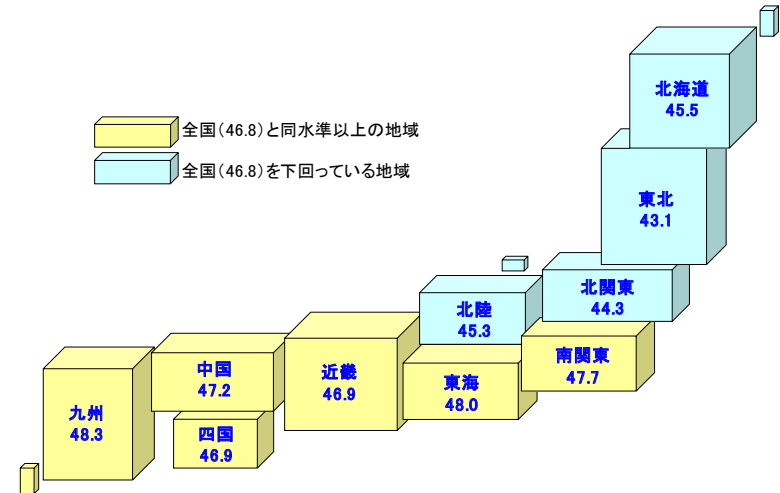 北海道
45.5
全国(46.8)と同水準以上の地域
全国(46.8)を下回っている地域
東北
43.1
北関東
44.3
北陸
45.3
南関東
47.7
中国
47.2
近畿
46.9
東海
48.0
九州
48.3
四国
46.9